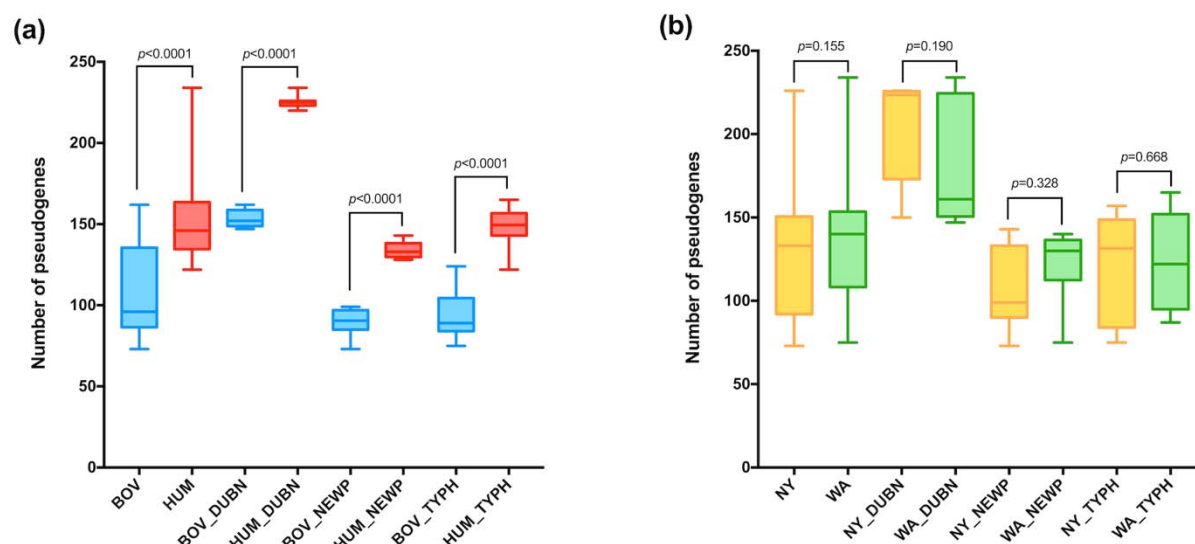 (a)
Number of pseudogenes
250
200
150
100
50
0
p<0.0001
p<0.0001
p<0.0001
p<0.0001
BOV
HUM
BOV_DUBN
HUM_DUBN
BOV_NEWP
HUM_NEWP
BOV_TYPH
HUM_TYPH
(b)
Number of pseudogenes
250
200
150
100
50
0
p=0.155
p=0.190
p=0.328
p=0.668
NY
WA
NY_DUBN
WA_DUBN
NY_NEWP
WA_NEWP
NY_TYPH
WA_TYPH